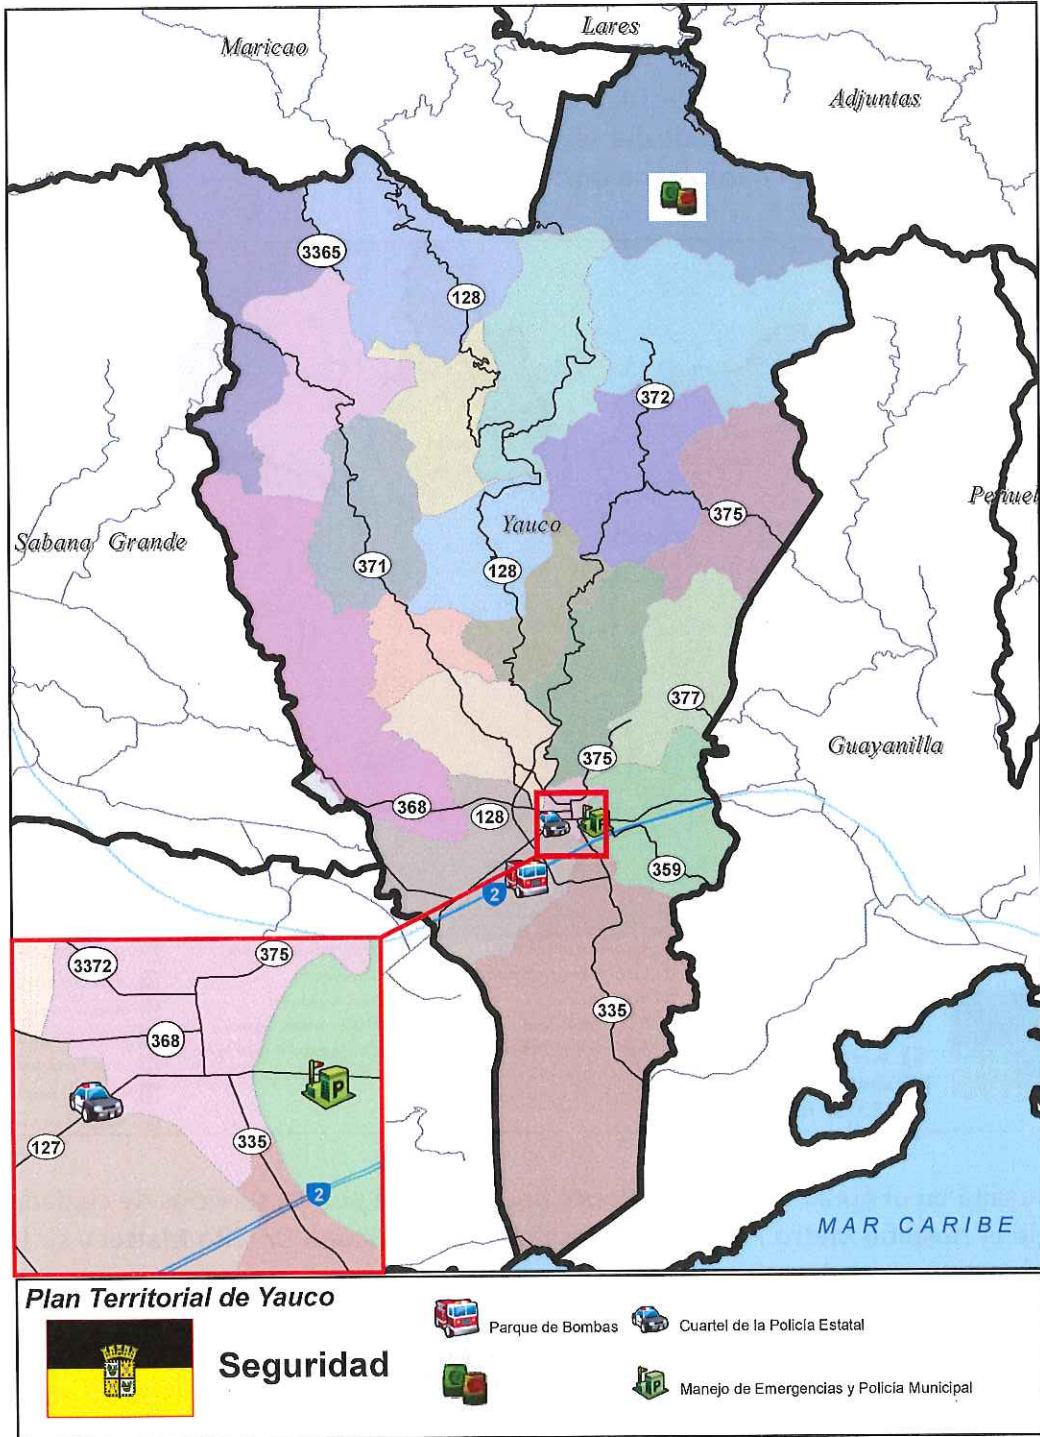 Lares
Maricao
Adjuntas
3365
128
372
Peñuel
375
Yauco
Sabana Grande
371
128
377
Guayanilla
375
368
128
359
2
335
3372
375
368
P
127
335
2
MAR CARIBE
Plan Territorial de Yauco
Seguridad
Parque de Bombas
Cuartel de la Policía Estatal
Manejo de Emergencias y Policía Municipal